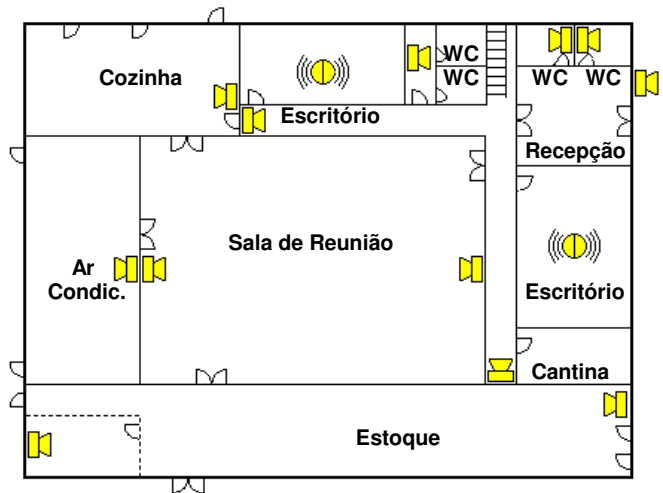 Cozinha
WC
WC
WC
WC
Escritório
Recepção
Sala de Reunião
Ar
Condic.
Escritório
Cantina
Estoque